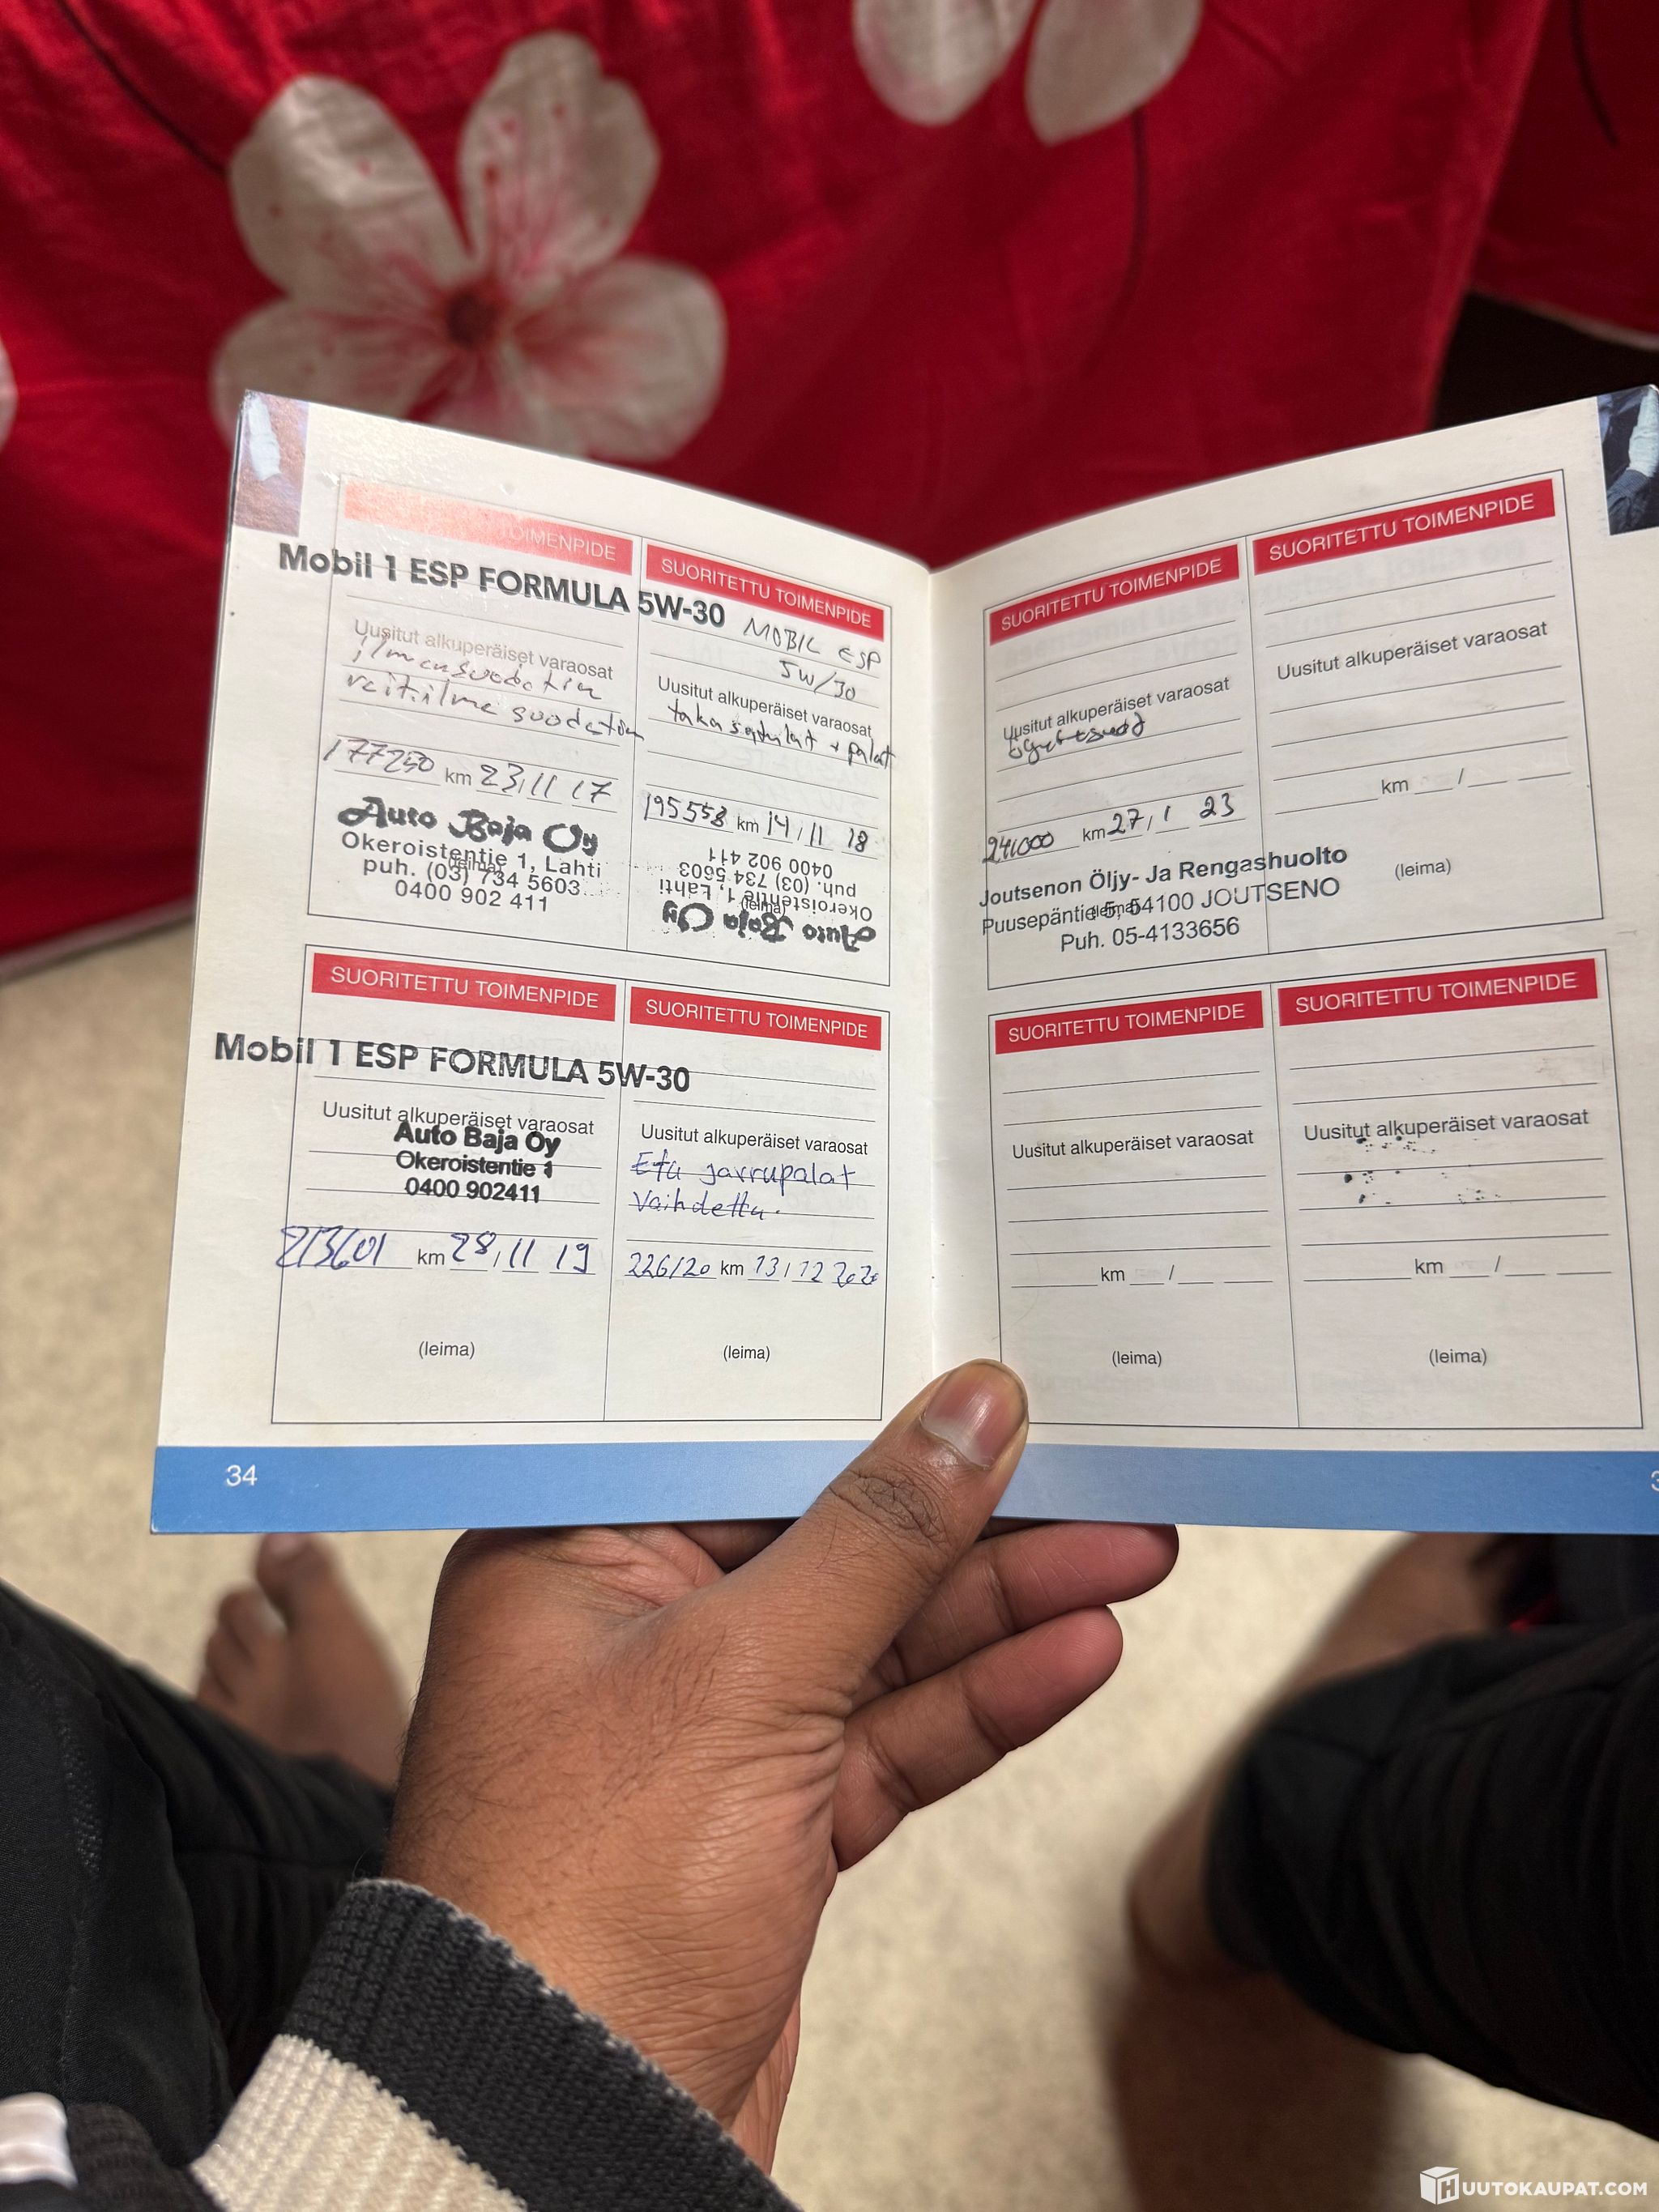 TOIMENPIDE
Mobil 1 ESP FORMULA 5W-30
Uusitut alkuperäiset varaosat
ilmansuodatin
raitisilma suodatin
177250 km 23/11 17
Auto Baja Oy
Okeroistentie 1, Lahti
(leima)
puh. (03) 734 5603
0400 902 411
SUORITETTU TOIMENPIDE
MOBIL ESP
5W/30
Uusitut alkuperäiset varaosat
taka satulat + palat
195558 km 14/11 18
Auto Baja Oy
Okeroistentie 1, Lahti
(leima)
puh. (03) 734 5603
0400 902 411
SUORITETTU TOIMENPIDE
Mobil 1 ESP FORMULA 5W-30
Uusitut alkuperäiset varaosat
Auto Baja Oy
Okeroistentie 1
0400 902411
213601 km 28/11 19
(leima)
SUORITETTU TOIMENPIDE
Uusitut alkuperäiset varaosat
Etu jarrupalat
Vaihdettu.
226120 km 13/12 2020
(leima)
34
SUORITETTU TOIMENPIDE
Uusitut alkuperäiset varaosat
241000 km 27/1 23
Joutsenon Öljy- Ja Rengashuolto
Puusepäntie 5, 54100 JOUTSENO
(leima)
Puh. 05-4133656
SUORITETTU TOIMENPIDE
Uusitut alkuperäiset varaosat
km /
(leima)
SUORITETTU TOIMENPIDE
Uusitut alkuperäiset varaosat
km /
(leima)
SUORITETTU TOIMENPIDE
Uusitut alkuperäiset varaosat
km /
(leima)
HUUTOKAUPAT.COM